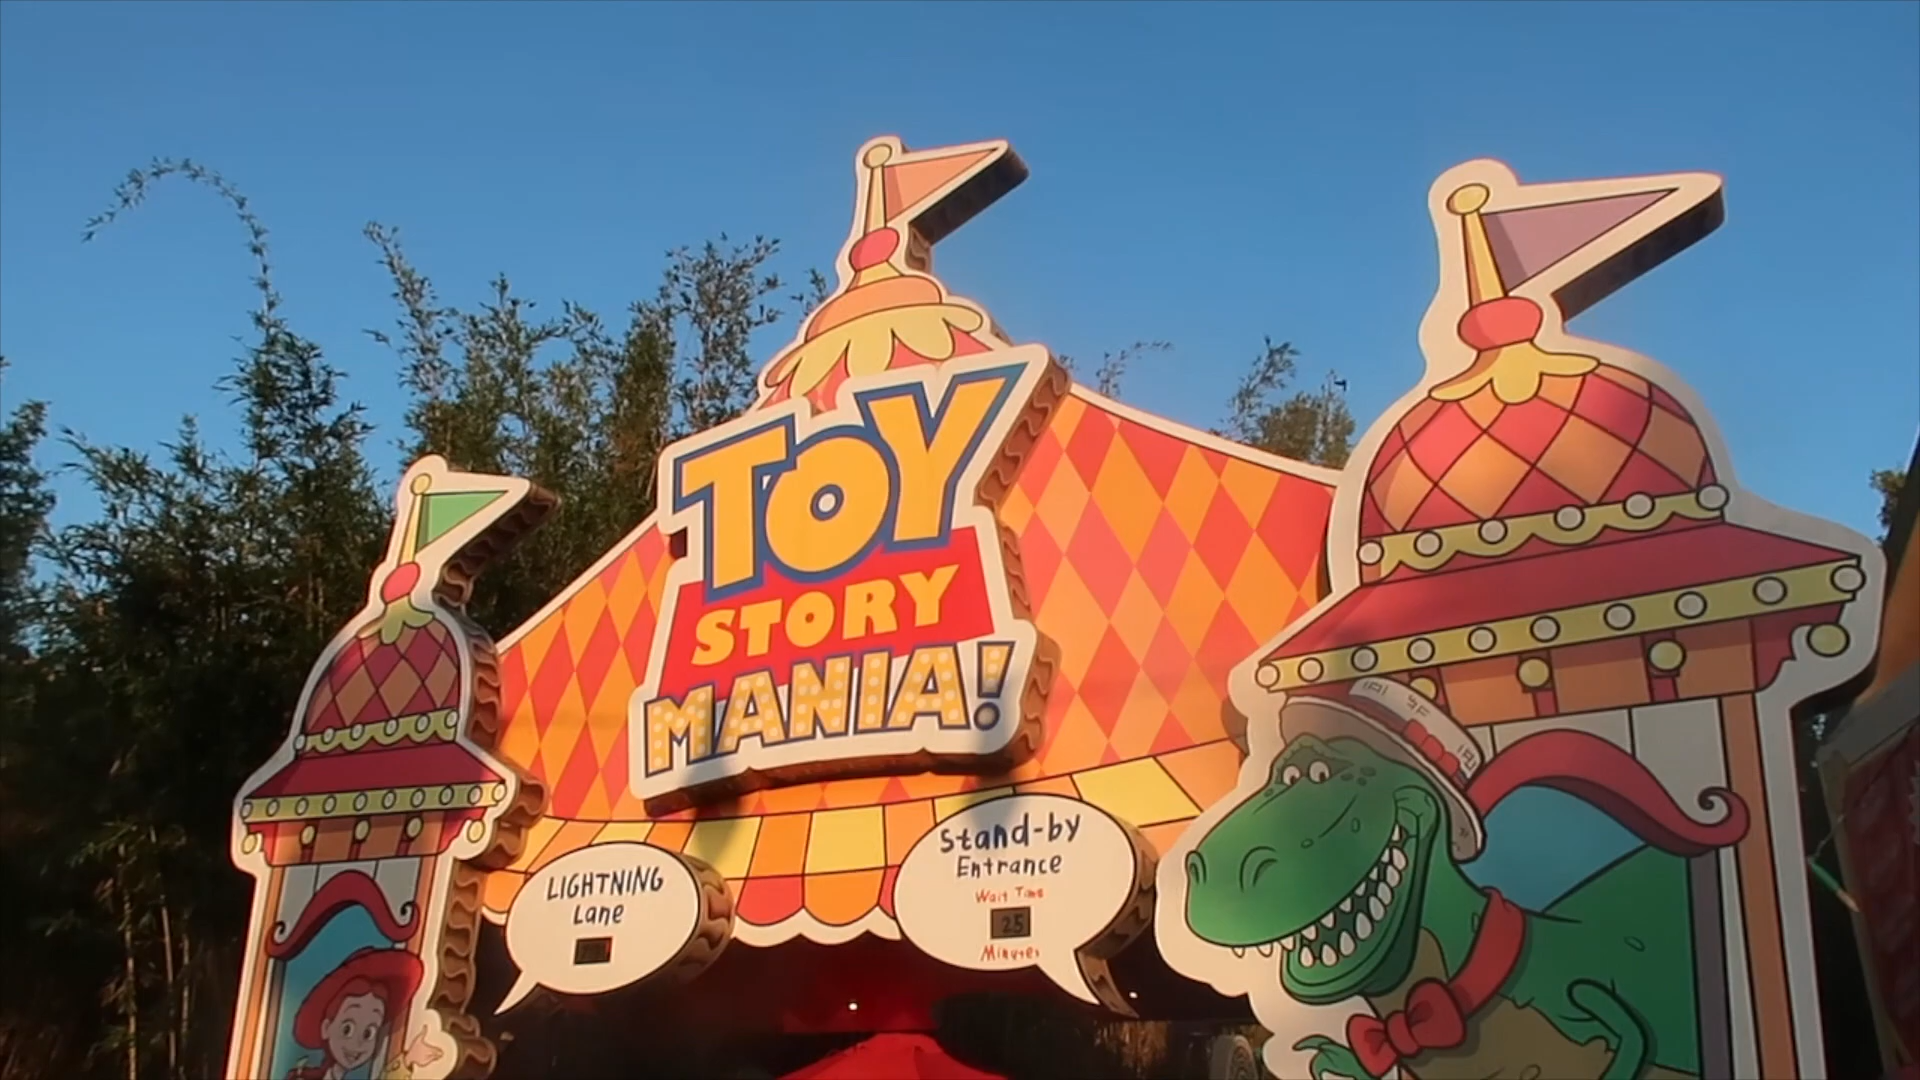 TOY
STORY
MANIA!
LIGHTNING
Lane
Stand-by
Entrance
Wait Time
25
Minutes